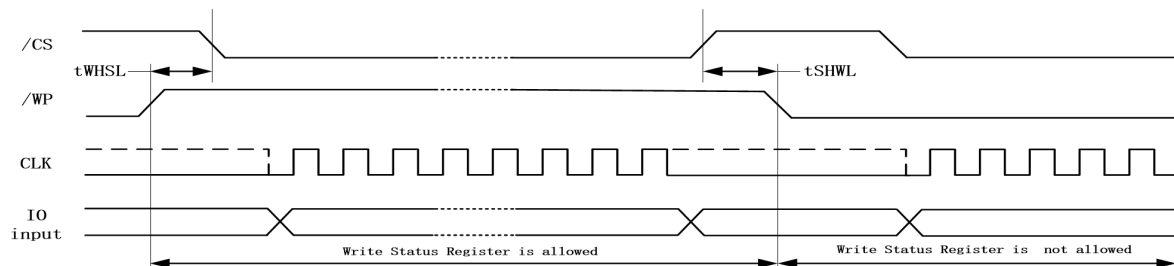 /CS
tWHSL
tSHWL
/WP
CLK
IO
input
Write Status Register is allowed
Write Status Register is not allowed